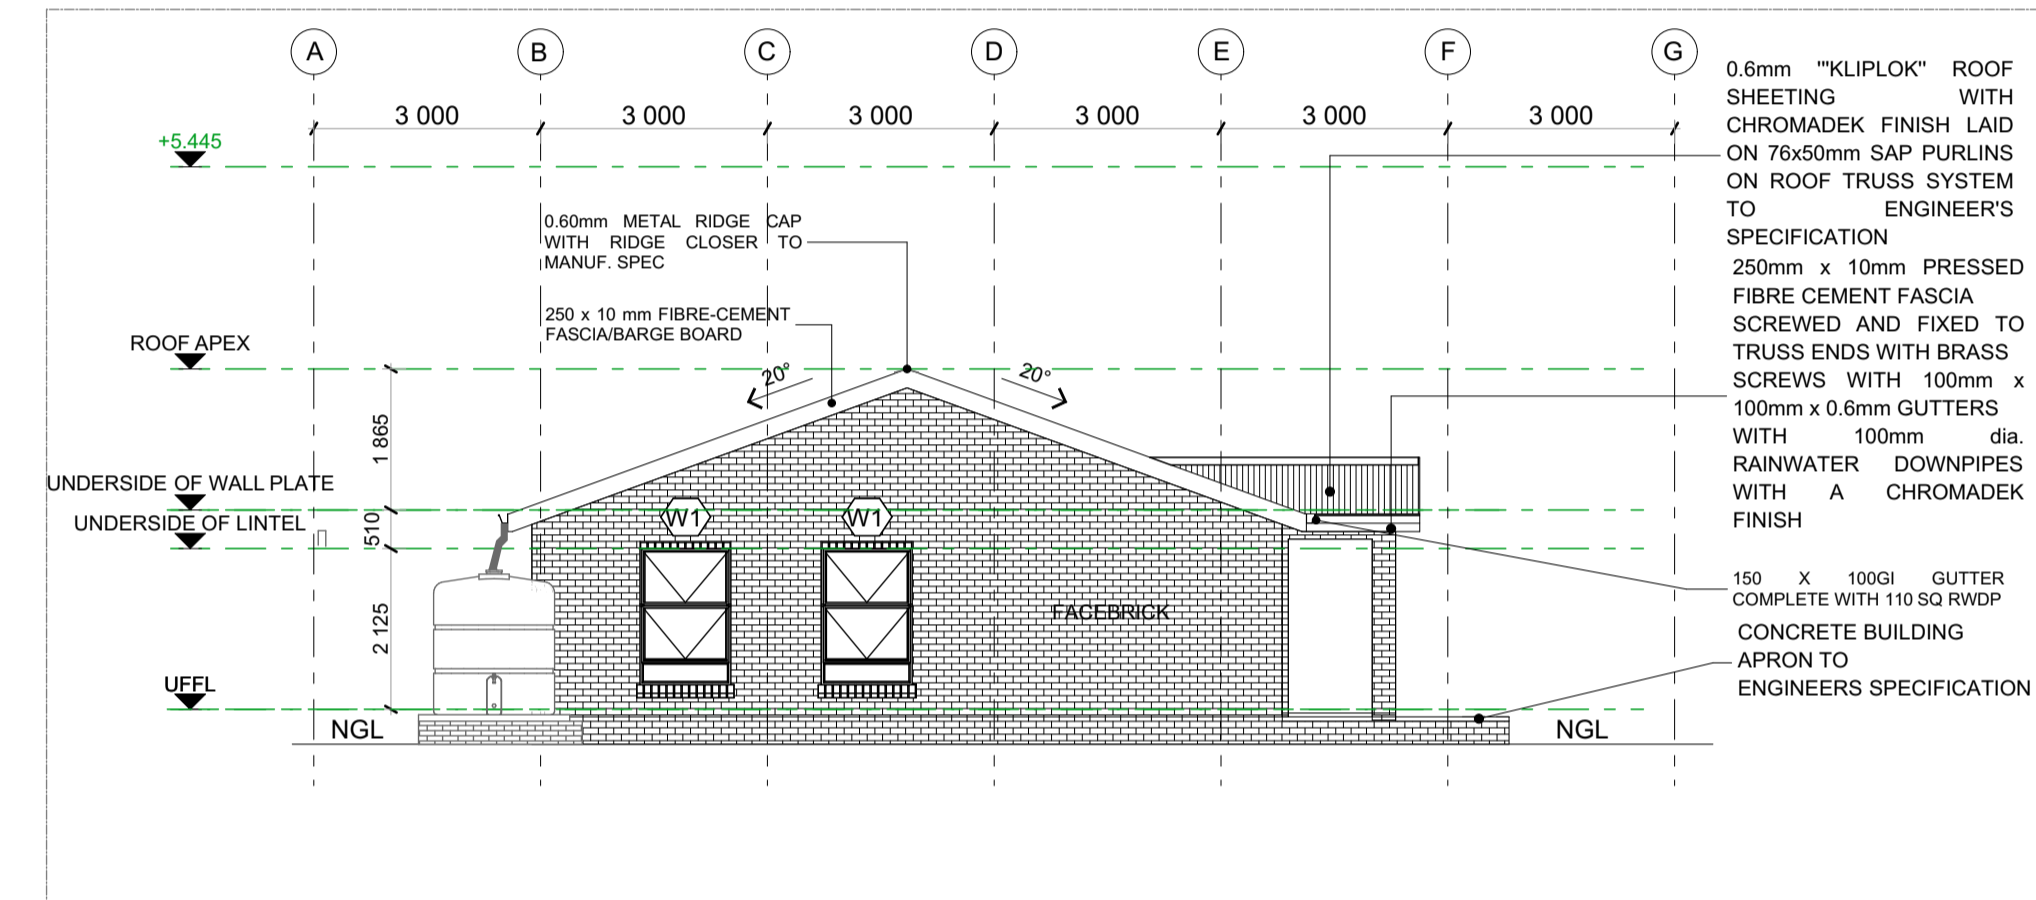 A B C D E F G
3 000 3 000 3 000 3 000 3 000 3 000
+5.445
0.6mm '"KLIPLOK" ROOF
SHEETING WITH
CHROMADEK FINISH LAID
ON 76x50mm SAP PURLINS
ON ROOF TRUSS SYSTEM
TO ENGINEER'S
SPECIFICATION
0.60mm METAL RIDGE CAP
WITH RIDGE CLOSER TO
MANUF. SPEC
250mm x 10mm PRESSED
FIBRE CEMENT FASCIA
SCREWED AND FIXED TO
TRUSS ENDS WITH BRASS
SCREWS WITH 100mm x
100mm x 0.6mm GUTTERS
WITH 100mm dia.
RAINWATER DOWNPIPES
WITH A CHROMADEK
FINISH
250 x 10 mm FIBRE-CEMENT
FASCIA/BARGE BOARD
ROOF APEX
20° 20°
1 865
UNDERSIDE OF WALL PLATE
W1 W1
UNDERSIDE OF LINTEL
510
150 X 100GI GUTTER
COMPLETE WITH 110 SQ RWDP
FACEBRICK
2 125
CONCRETE BUILDING
APRON TO
ENGINEERS SPECIFICATION
UFFL
NGL NGL